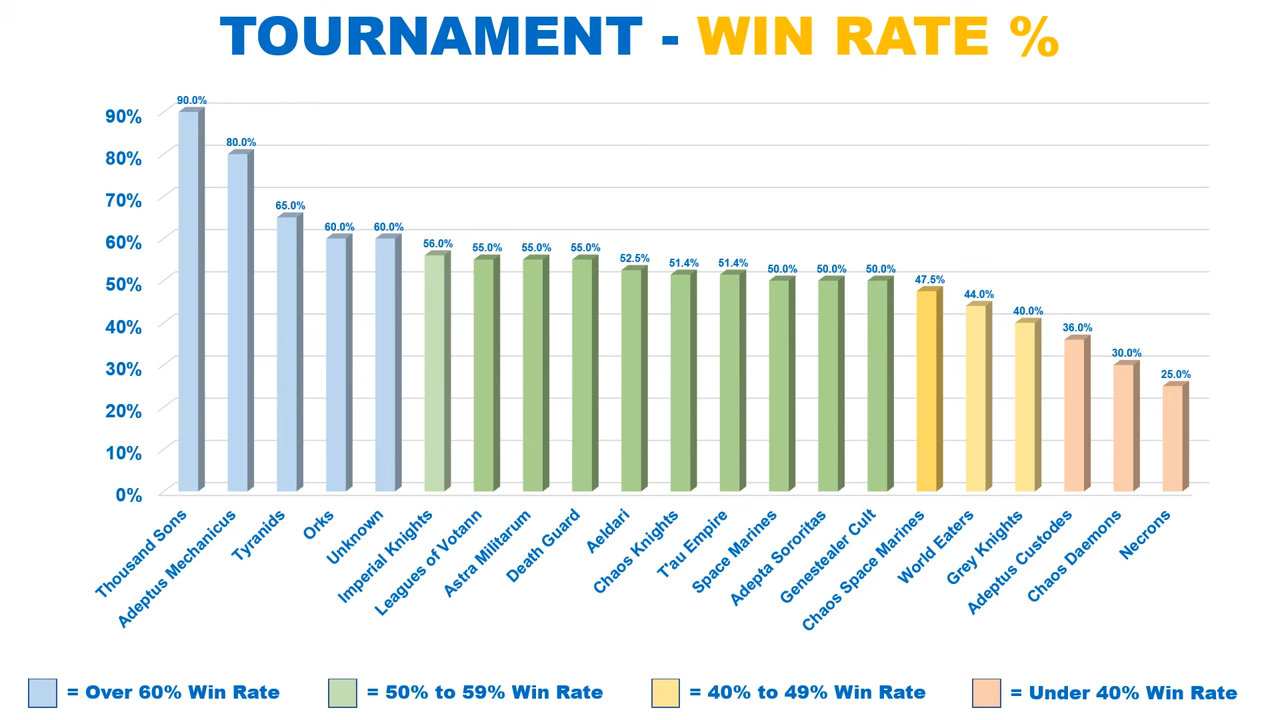 TOURNAMENT - WIN RATE %
90.0%
80.0%
65.0%
60.0%
60.0%
56.0%
55.0%
55.0%
55.0%
52.5%
51.4%
51.4%
50.0%
50.0%
50.0%
47.5%
44.0%
40.0%
36.0%
30.0%
25.0%
90%
80%
70%
60%
50%
40%
30%
20%
10%
0%
Thousand Sons
Adeptus Mechanicus
Tyranids
Orks
Unknown
Imperial Knights
Leagues of Votann
Astra Militarum
Death Guard
Aeldari
Chaos Knights
T'au Empire
Space Marines
Adepta Sororitas
Genestealer Cult
Chaos Space Marines
World Eaters
Grey Knights
Adeptus Custodes
Chaos Daemons
Necrons
= Over 60% Win Rate
= 50% to 59% Win Rate
= 40% to 49% Win Rate
= Under 40% Win Rate